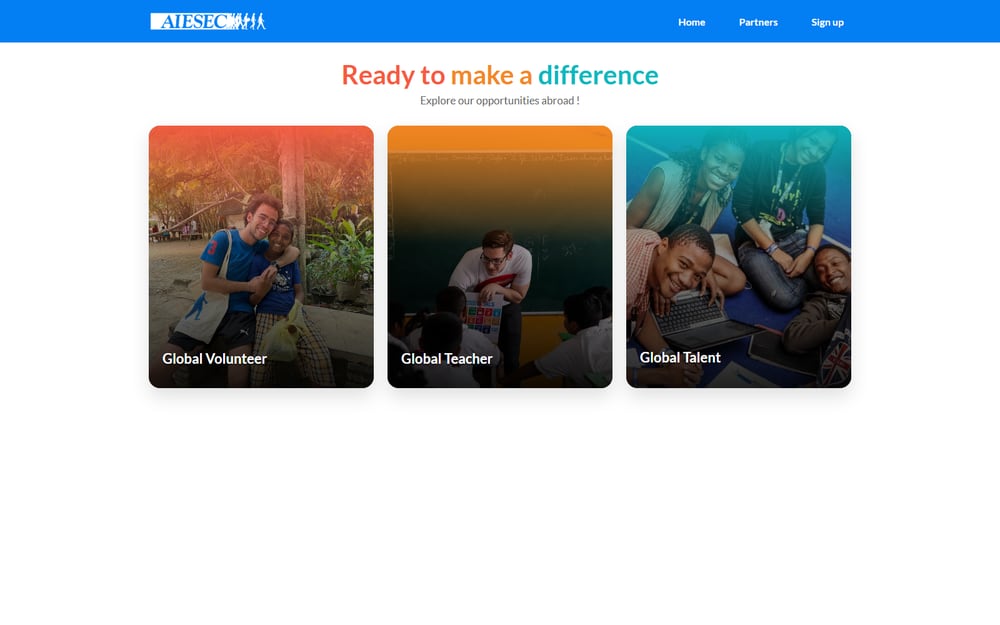 AIESEC
Home
Partners
Sign up
Ready to make a difference
Explore our opportunities abroad !
Global Volunteer
Global Teacher
Global Talent